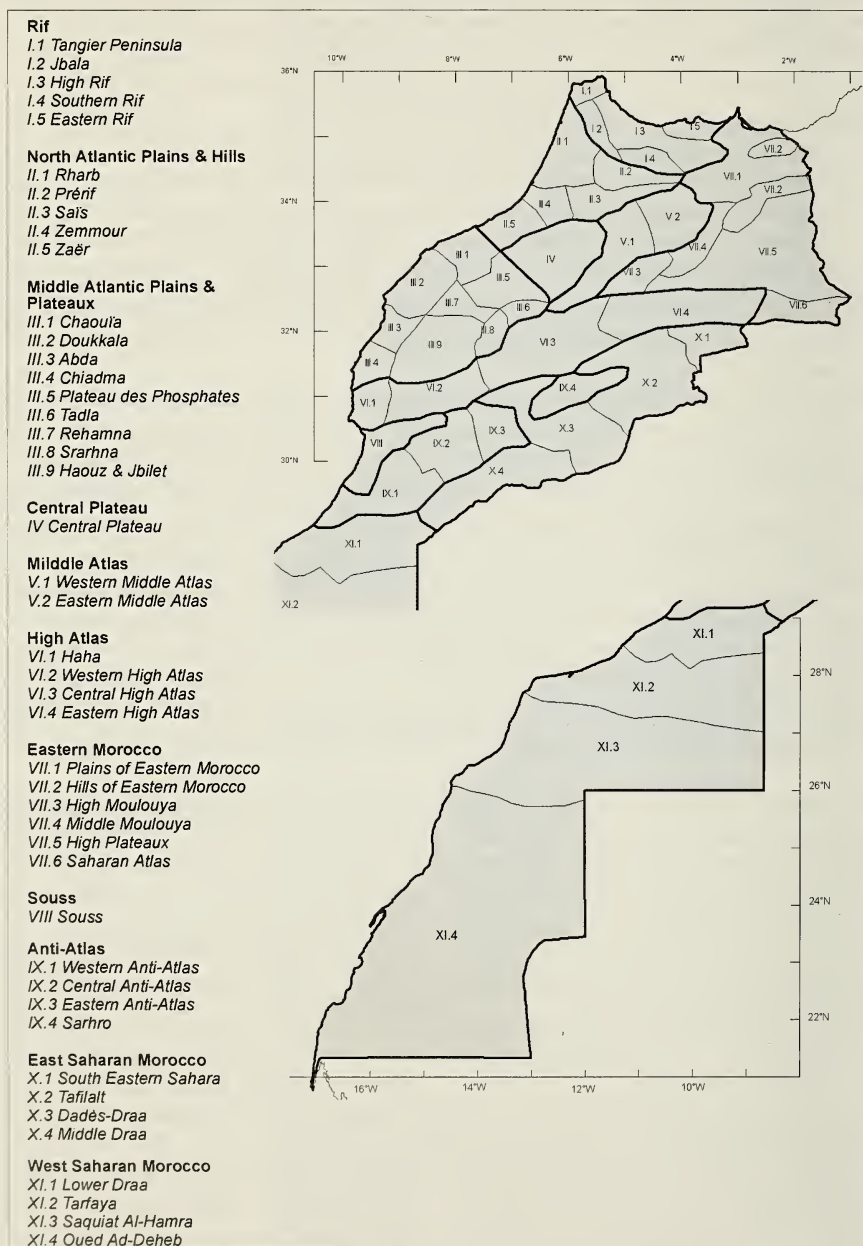 Rif
I.1 Tangier Peninsula
I.2 Jbala
I.3 High Rif
I.4 Southern Rif
I.5 Eastern Rif
North Atlantic Plains & Hills
II.1 Rharb
II.2 Prérif
II.3 Saïs
II.4 Zemmour
II.5 Zaër
Middle Atlantic Plains &
Plateaux
III.1 Chaouïa
III.2 Doukkala
III.3 Abda
III.4 Chiadma
III.5 Plateau des Phosphates
III.6 Tadla
III.7 Rehamna
III.8 Srarhna
III.9 Haouz & Jbilet
Central Plateau
IV Central Plateau
Milddle Atlas
V.1 Western Middle Atlas
V.2 Eastern Middle Atlas
High Atlas
VI.1 Haha
VI.2 Western High Atlas
VI.3 Central High Atlas
VI.4 Eastern High Atlas
Eastern Morocco
VII.1 Plains of Eastern Morocco
VII.2 Hills of Eastern Morocco
VII.3 High Moulouya
VII.4 Middle Moulouya
VII.5 High Plateaux
VII.6 Saharan Atlas
Souss
VIII Souss
Anti-Atlas
IX.1 Western Anti-Atlas
IX.2 Central Anti-Atlas
IX.3 Eastern Anti-Atlas
IX.4 Sarhro
East Saharan Morocco
X.1 South Eastern Sahara
X.2 Tafilalt
X.3 Dadès-Draa
X.4 Middle Draa
West Saharan Morocco
XI.1 Lower Draa
XI.2 Tarfaya
XI.3 Saquiat Al-Hamra
XI.4 Oued Ad-Deheb
10°W 8°W 6°W 4°W 2°W
36°N
I.1
I.2 I.3 I.5
II.1 I.4 VII.2
II.2 VII.1
VII.2
34°N II.4 II.3
II.5 V.2
V.1 VII.4 VII.5
III.1 IV
III.2 III.5 VII.3
III.7 III.6 VII.6
32°N III.3 III.8 VI.4
III.9 VI.3 X.1
III.4
VI.1 VI.2 IX.4 X.2
VIII IX.2 IX.3 X.3
30°N X.4
IX.1
XI.1
XI.2
XI.1
28°N
XI.2
XI.3
26°N
24°N
XI.4
22°N
16°W 14°W 12°W 10°W